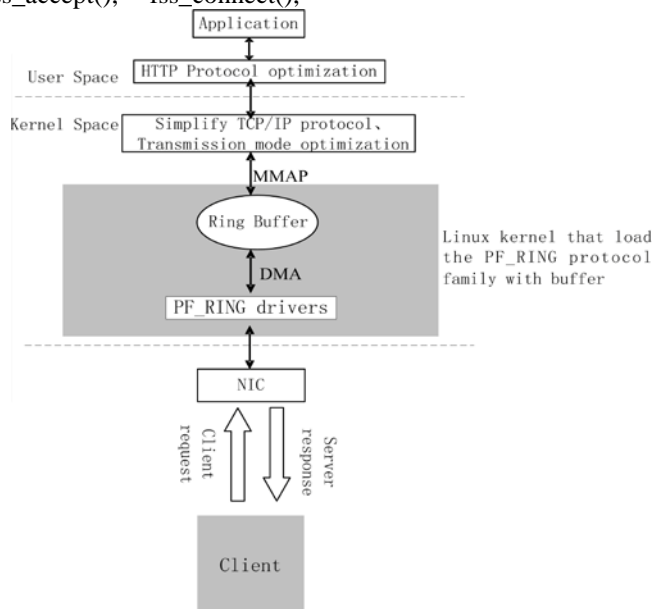 fss_connect();
Application
HTTP Protocol optimization
User Space
Kernel Space
Simplify TCP/IP protocol、
Transmission mode optimization
MMAP
Ring Buffer
DMA
PF_RING drivers
Linux kernel that load
the PF_RING protocol
family with buffer
NIC
Client
request
Server
response
Client